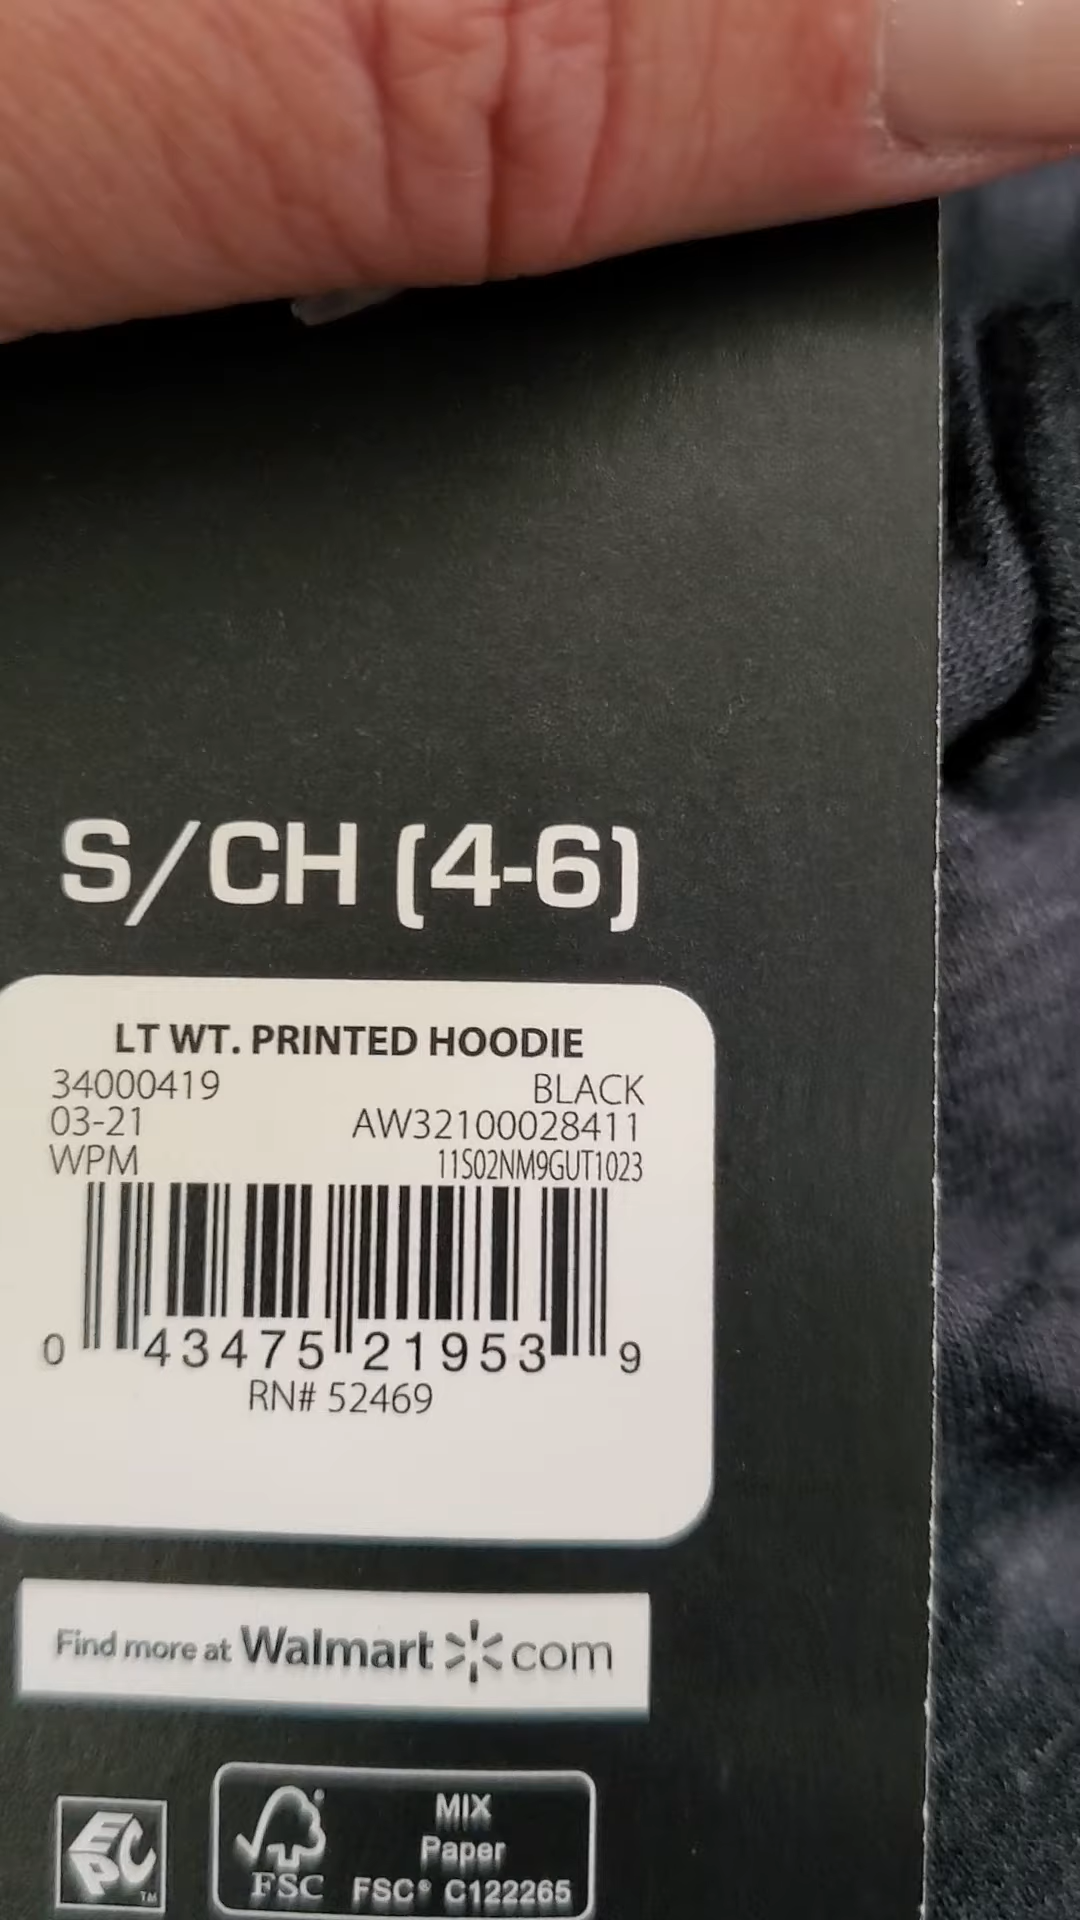 S/CH (4-6)
LT WT. PRINTED HOODIE
34000419 BLACK
03-21 AW32100028411
WPM 11S02NM9GUT1023
0 43475 21953 9
RN# 52469
Find more at Walmart com
EPC TM
FSC
MIX
Paper
FSC® C122265